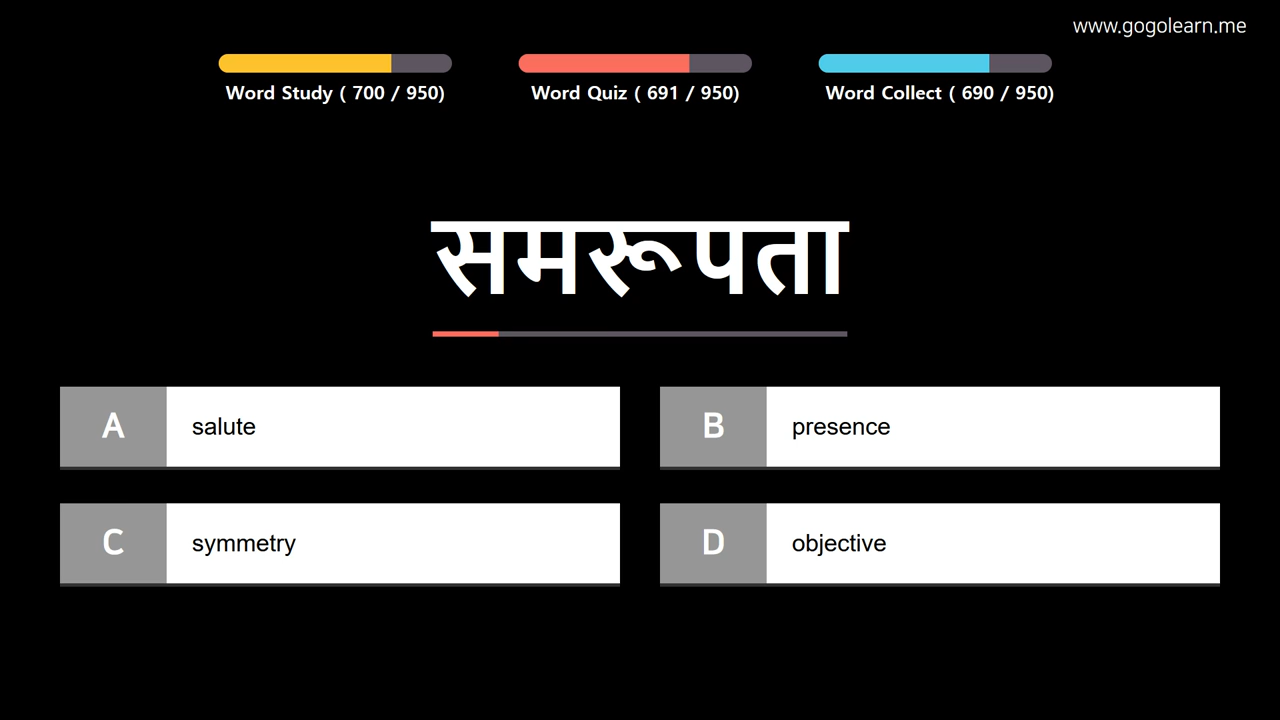 www.gogolearn.me
Word Study ( 700 / 950)
Word Quiz ( 691 / 950)
Word Collect ( 690 / 950)
समरूपता
A salute
B presence
C symmetry
D objective